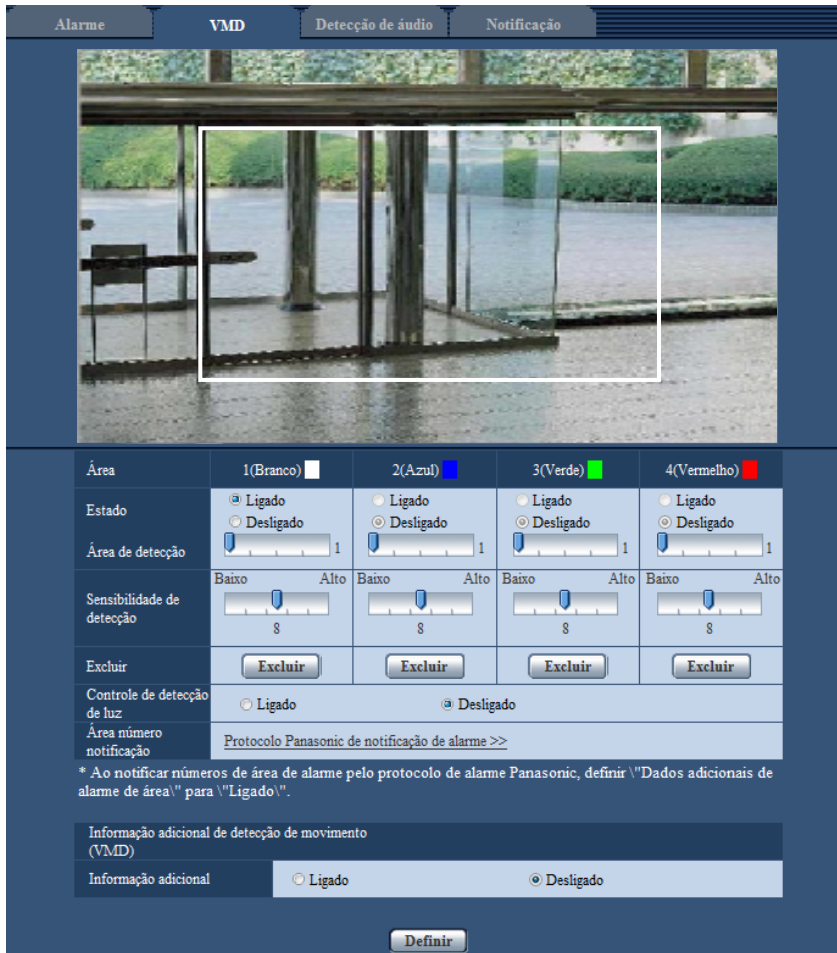 Alarme VMD Detecção de áudio Notificação
Área 1(Branco) 2(Azul) 3(Verde) 4(Vermelho)
Estado
Ligado Ligado Ligado Ligado
Desligado Desligado Desligado Desligado
Área de detecção 1 1 1 1
Baixo Alto Baixo Alto Baixo Alto Baixo Alto
Sensibilidade de
detecção
8 8 8 8
Excluir Excluir Excluir Excluir Excluir
Controle de detecção
de luz
Ligado Desligado
Área número
notificação
Protocolo Panasonic de notificação de alarme >>
* Ao notificar números de área de alarme pelo protocolo de alarme Panasonic, definir \"Dados adicionais de
alarme de área\" para \"Ligado\".
Informação adicional de detecção de movimento
(VMD)
Informação adicional Ligado Desligado
Definir